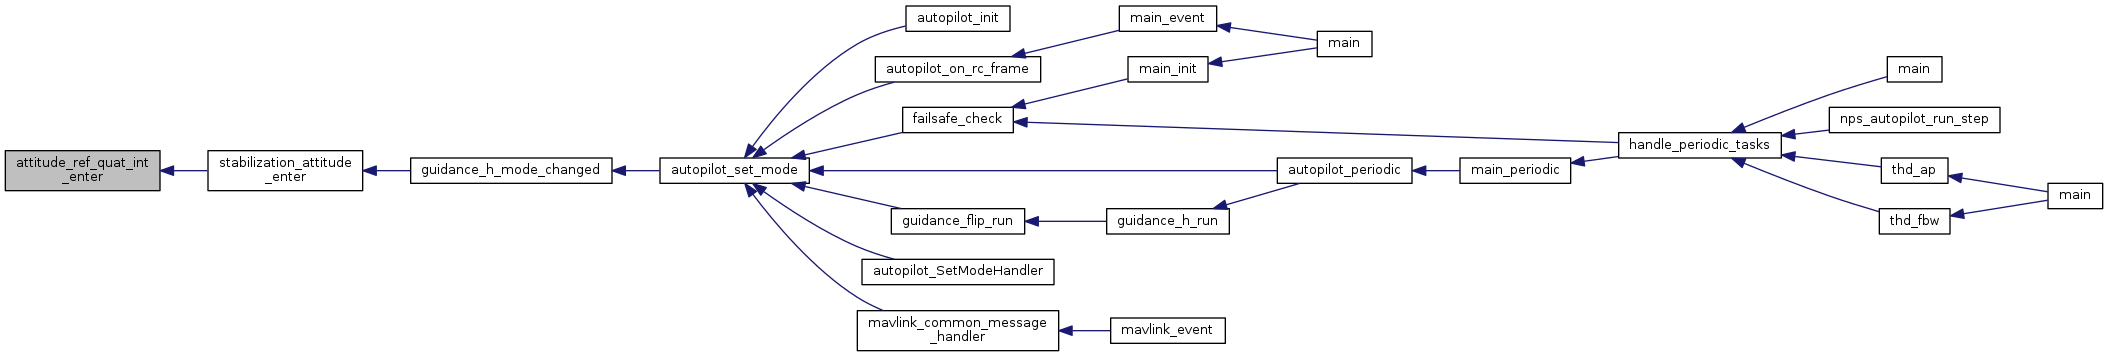 attitude_ref_quat_int
_enter
stabilization_attitude
_enter
guidance_h_mode_changed
autopilot_set_mode
autopilot_init
autopilot_on_rc_frame
failsafe_check
autopilot_periodic
guidance_flip_run
autopilot_SetModeHandler
mavlink_common_message
_handler
main_event
main_init
guidance_h_run
mavlink_event
main
main_periodic
handle_periodic_tasks
main
nps_autopilot_run_step
thd_ap
thd_fbw
main